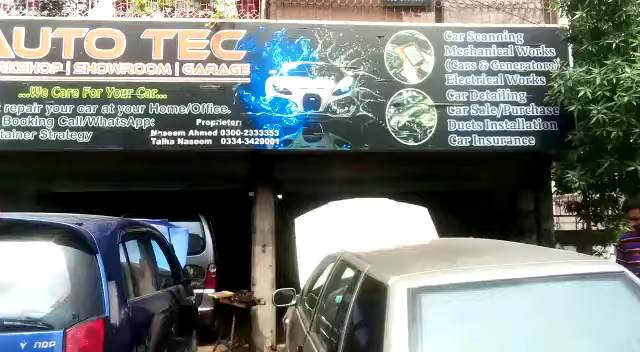 AUTO TEC
RKSHOP | SHOWROOM | GARAGE
...We Care For Your Car...
repair your car at your Home/Office.
Booking Call/WhatsApp:
tainer Strategy
Proprietor:
Naseem Ahmed 0300-2333353
Talha Naseem 0334-3429001
Car Scanning
Mechanical Works
(Cars & Generators)
Electrical Works
Car Detailing
Car Sale/Purchase
Ducts Installation
Car Insurance